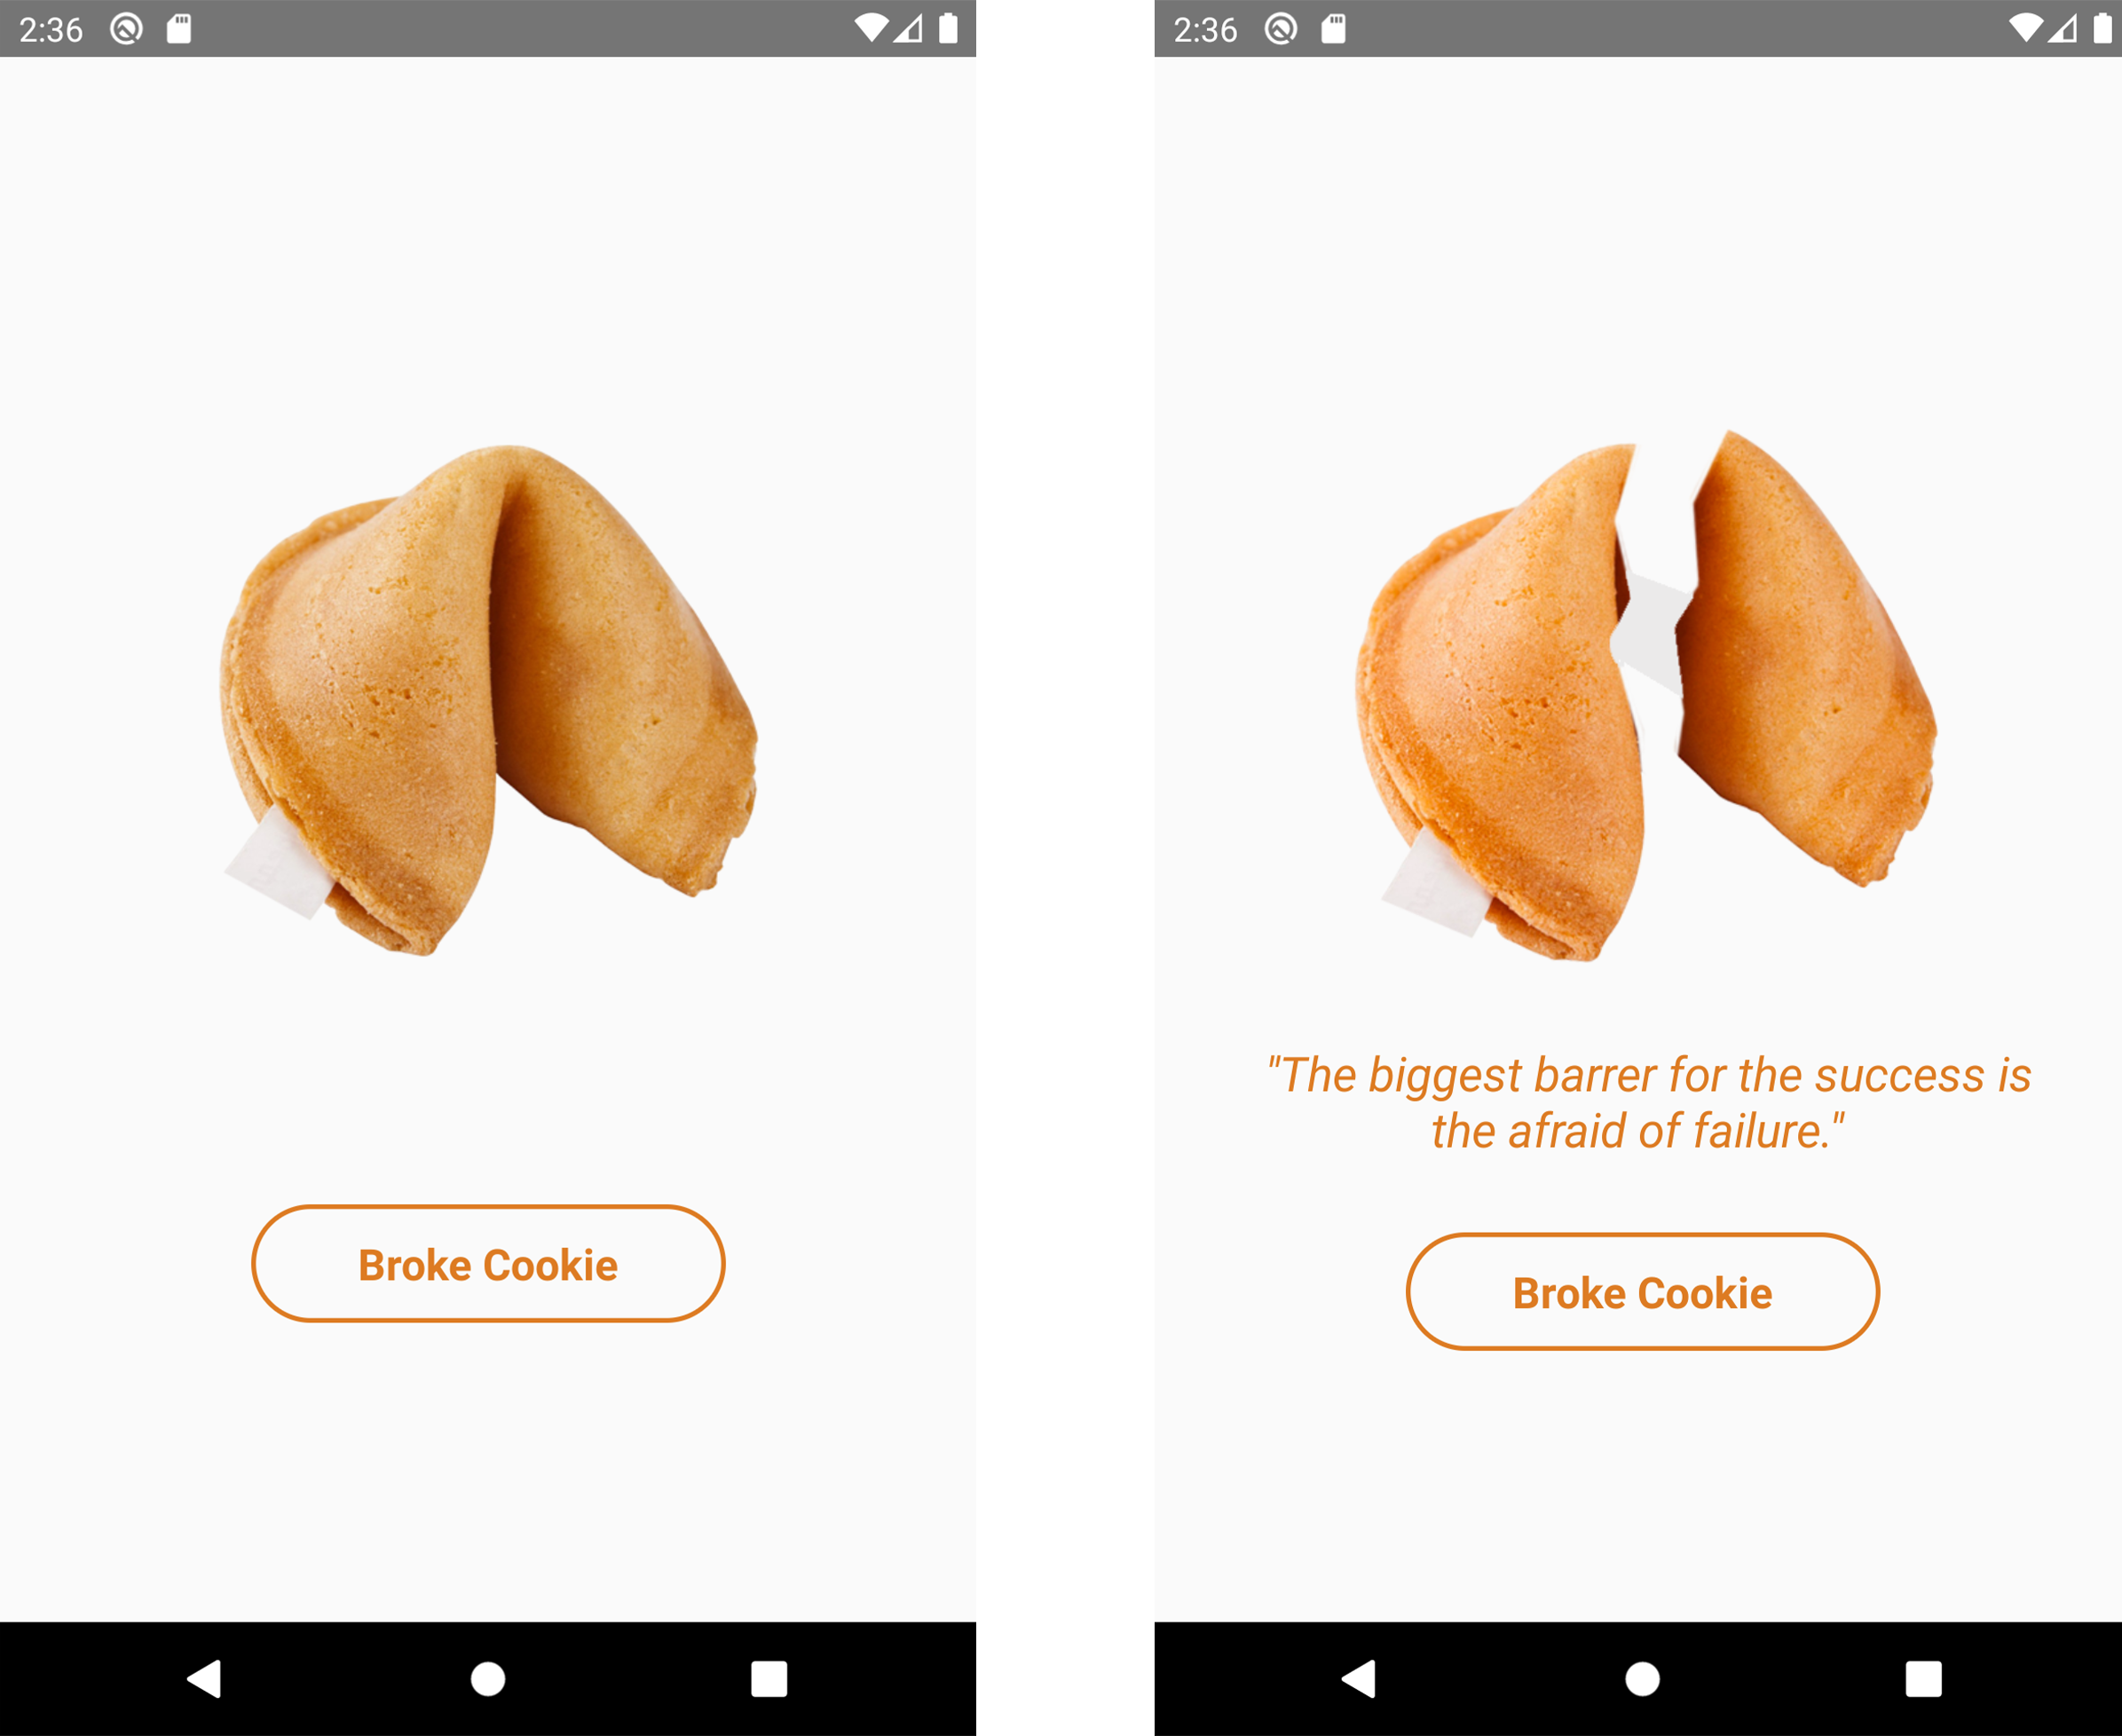 2:36
Broke Cookie
2:36
"The biggest barrer for the success is
the afraid of failure."
Broke Cookie